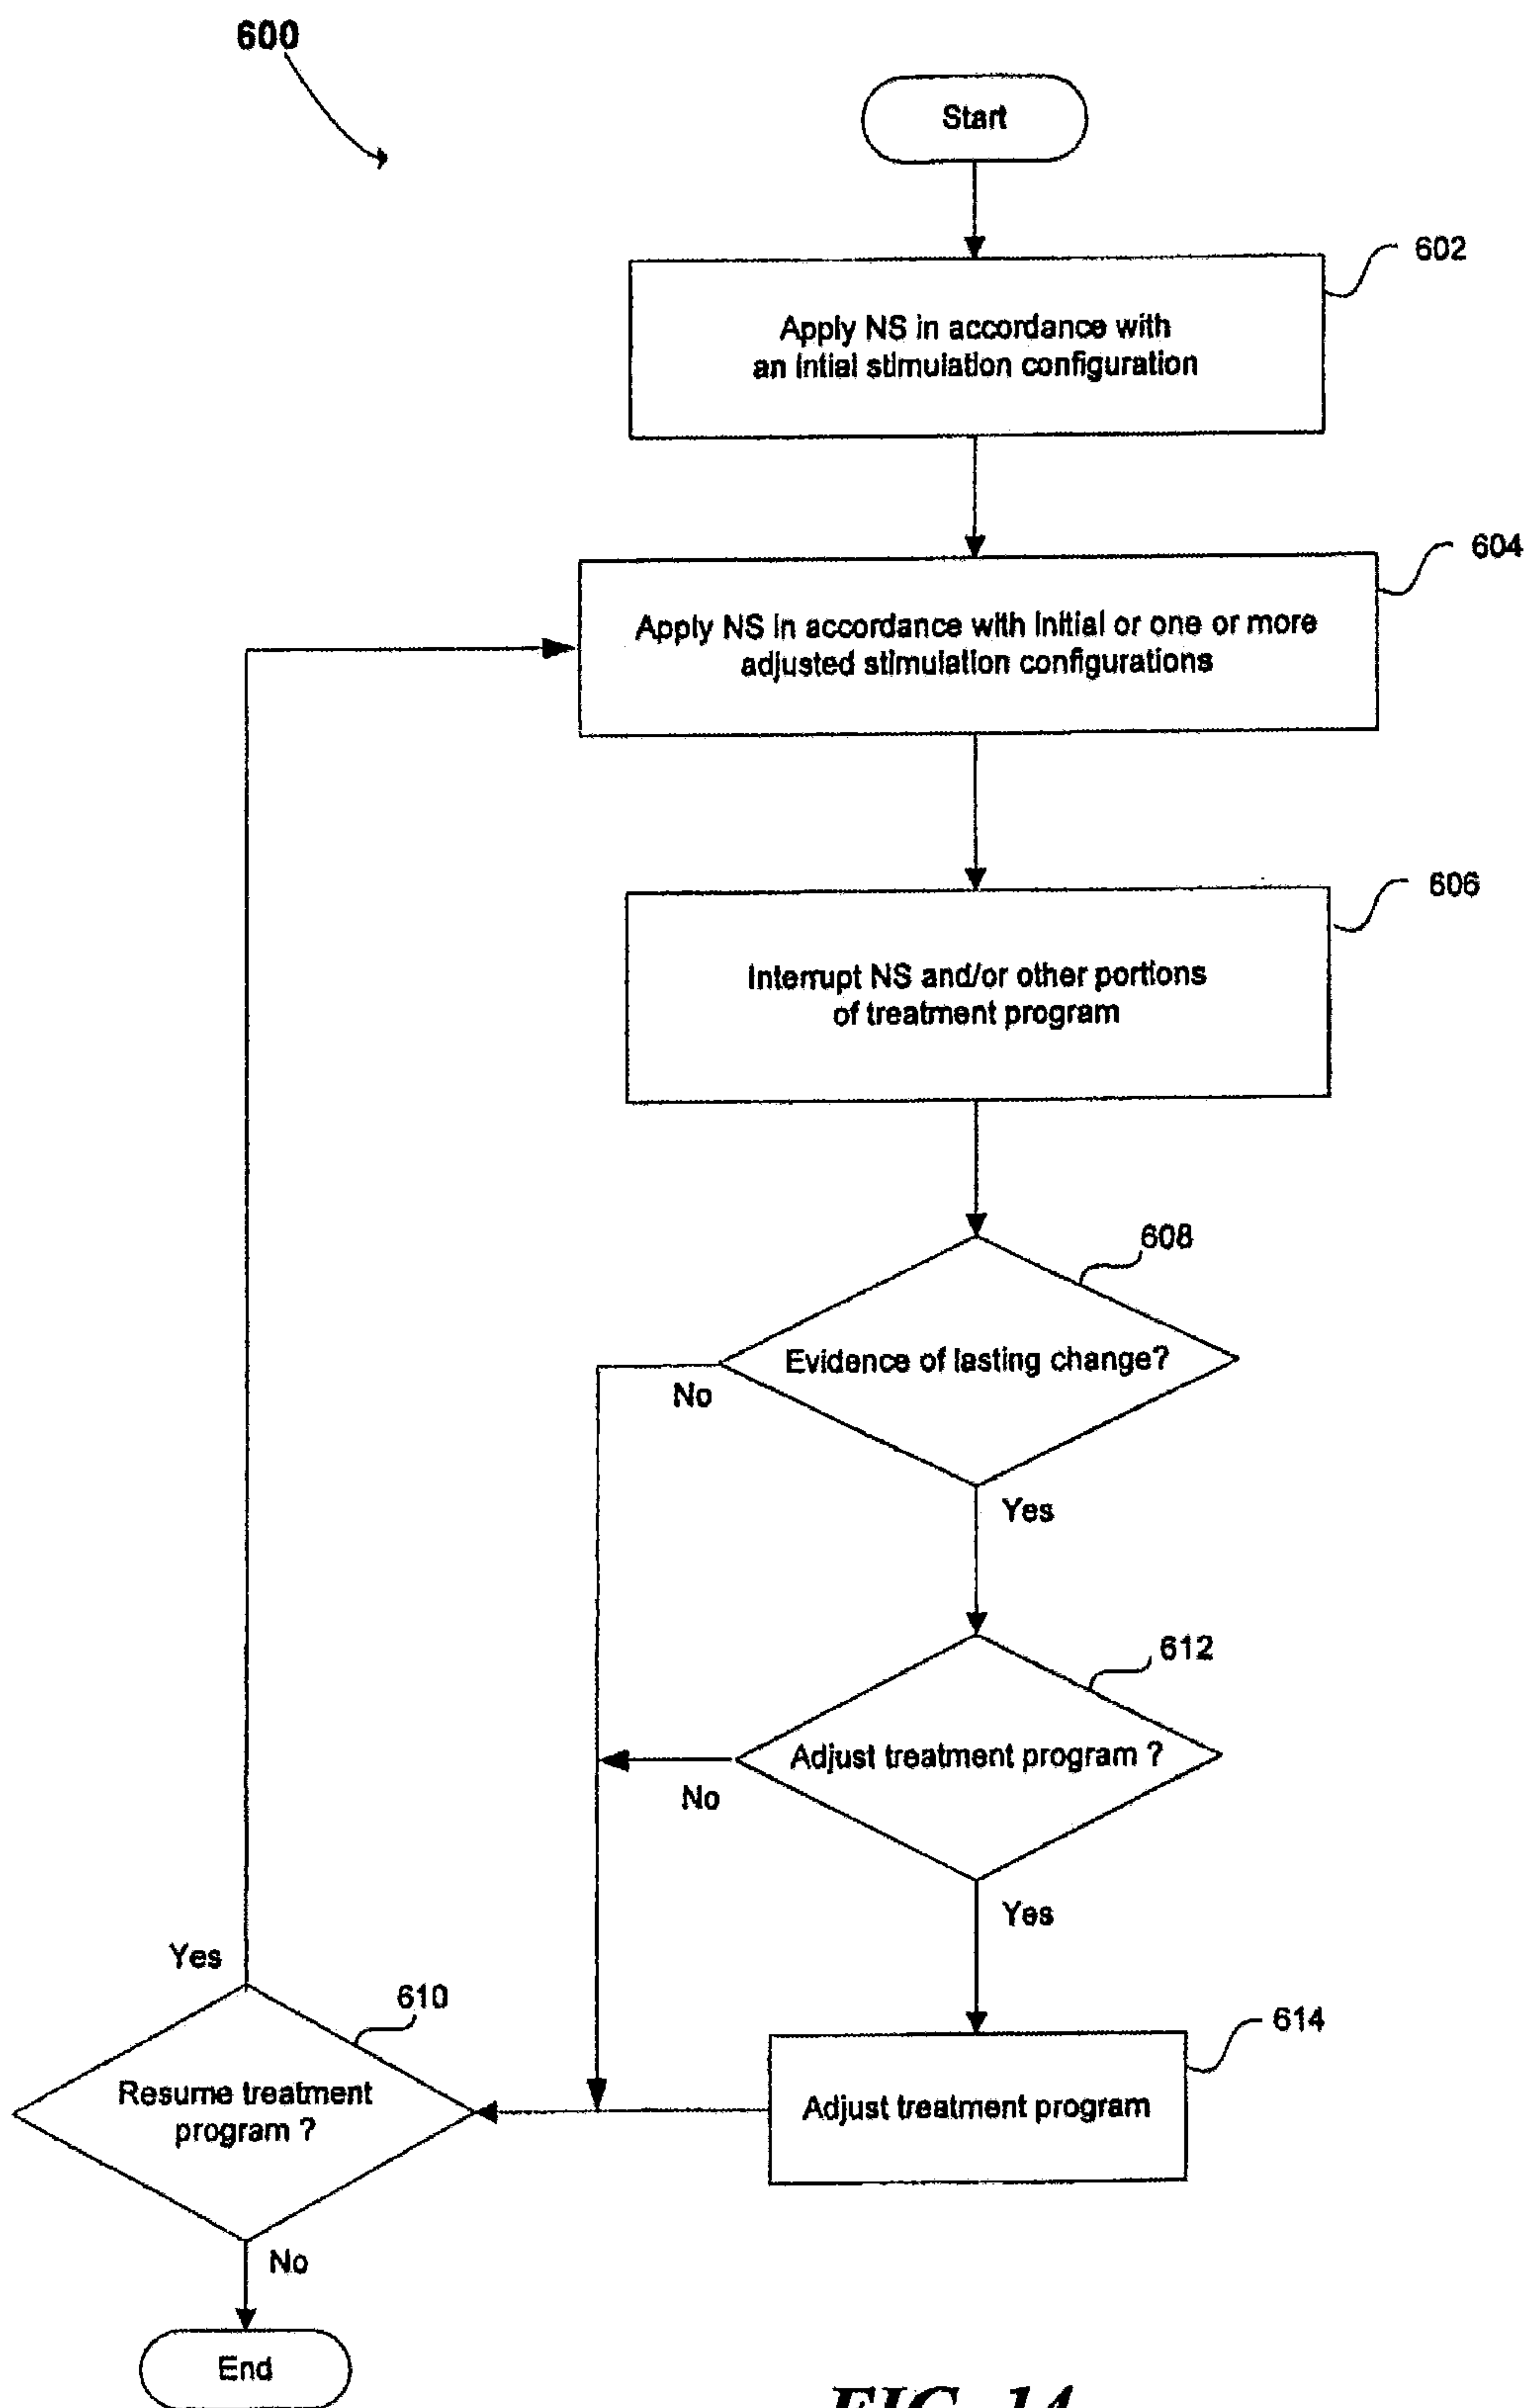 600
Start
602
Apply NS in accordance with
an intial stimulation configuration
604
Apply NS in accordance with initial or one or more
adjusted stimulation configurations
606
Interrupt NS and/or other portions
of treatment program
608
Evidence of lasting change?
No
Yes
612
Adjust treatment program ?
No
Yes
610
Yes
Resume treatment
program ?
614
Adjust treatment program
No
End
FIG. 14